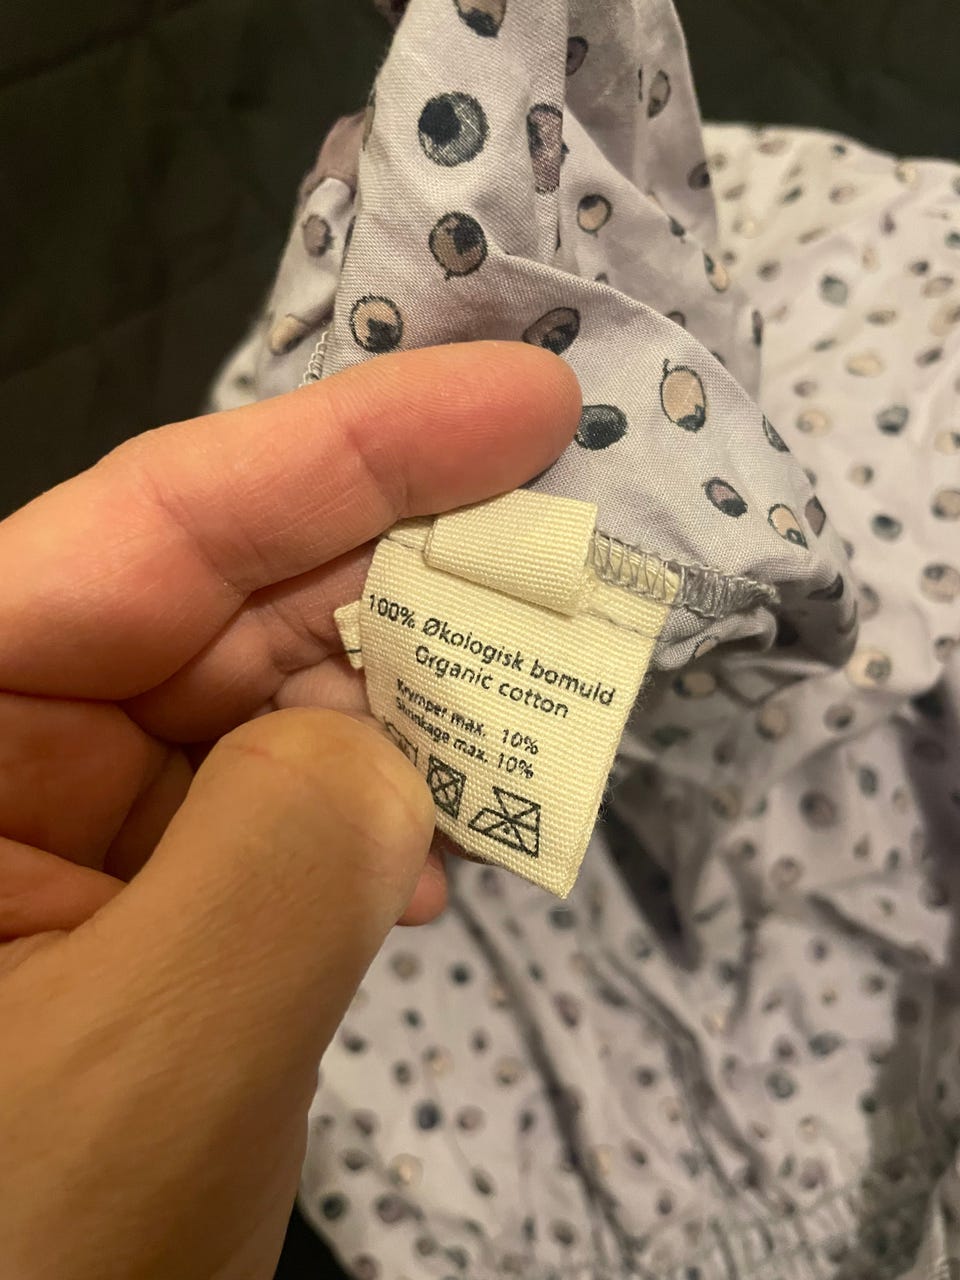 100% Økologisk bomuld
Organic cotton
Krymper max. 10%
Shrinkage max. 10%